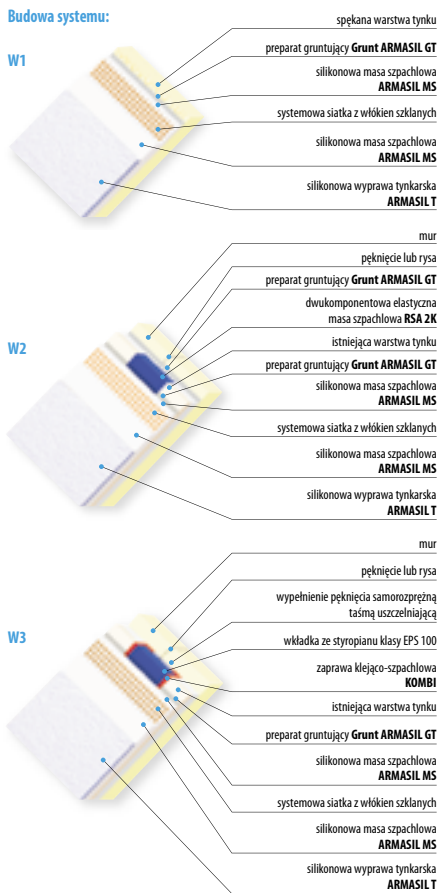 Budowa systemu:
W1
spękana warstwa tynku
preparat gruntujący Grunt ARMASIL GT
silikonowa masa szpachlowa
ARMASIL MS
systemowa siatka z włókien szklanych
silikonowa masa szpachlowa
ARMASIL MS
silikonowa wyprawa tynkarska
ARMASIL T
W2
mur
pęknięcie lub rysa
preparat gruntujący Grunt ARMASIL GT
dwukomponentowa elastyczna
masa szpachlowa RSA 2K
istniejąca warstwa tynku
preparat gruntujący Grunt ARMASIL GT
silikonowa masa szpachlowa
ARMASIL MS
systemowa siatka z włókien szklanych
silikonowa masa szpachlowa
ARMASIL MS
silikonowa wyprawa tynkarska
ARMASIL T
W3
mur
pęknięcie lub rysa
wypełnienie pęknięcia samorozprężną
taśmą uszczelniającą
wkładka ze styropianu klasy EPS 100
zaprawa klejąco-szpachlowa
KOMBI
istniejąca warstwa tynku
preparat gruntujący Grunt ARMASIL GT
silikonowa masa szpachlowa
ARMASIL MS
systemowa siatka z włókien szklanych
silikonowa masa szpachlowa
ARMASIL MS
silikonowa wyprawa tynkarska
ARMASIL T